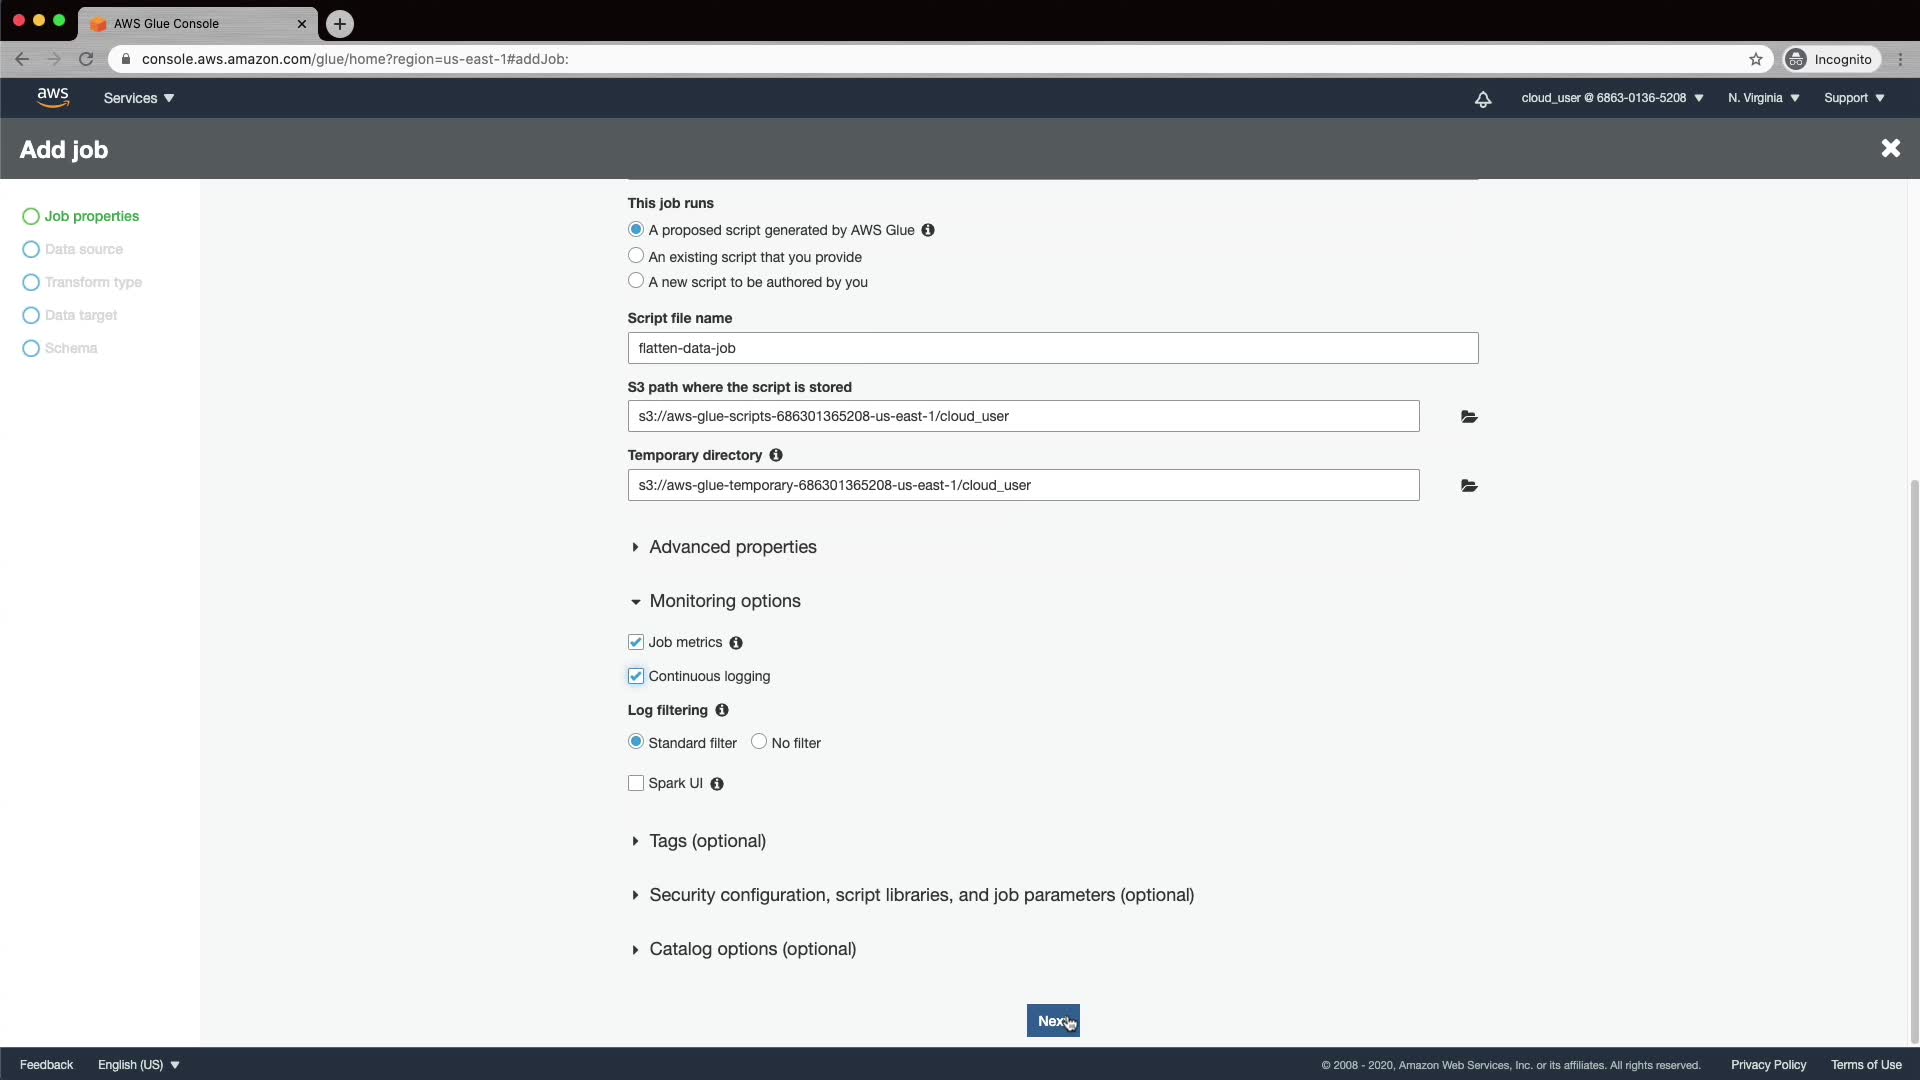 AWS Glue Console
console.aws.amazon.com/glue/home?region=us-east-1#addJob:
Incognito
aws
Services
cloud_user @ 6863-0136-5208
N. Virginia
Support
Add job
Job properties
Data source
Transform type
Data target
Schema
This job runs
A proposed script generated by AWS Glue
An existing script that you provide
A new script to be authored by you
Script file name
flatten-data-job
S3 path where the script is stored
s3://aws-glue-scripts-686301365208-us-east-1/cloud_user
Temporary directory
s3://aws-glue-temporary-686301365208-us-east-1/cloud_user
Advanced properties
Monitoring options
Job metrics
Continuous logging
Log filtering
Standard filter
No filter
Spark UI
Tags (optional)
Security configuration, script libraries, and job parameters (optional)
Catalog options (optional)
Next
Feedback
English (US)
© 2008 - 2020, Amazon Web Services, Inc. or its affiliates. All rights reserved.
Privacy Policy
Terms of Use